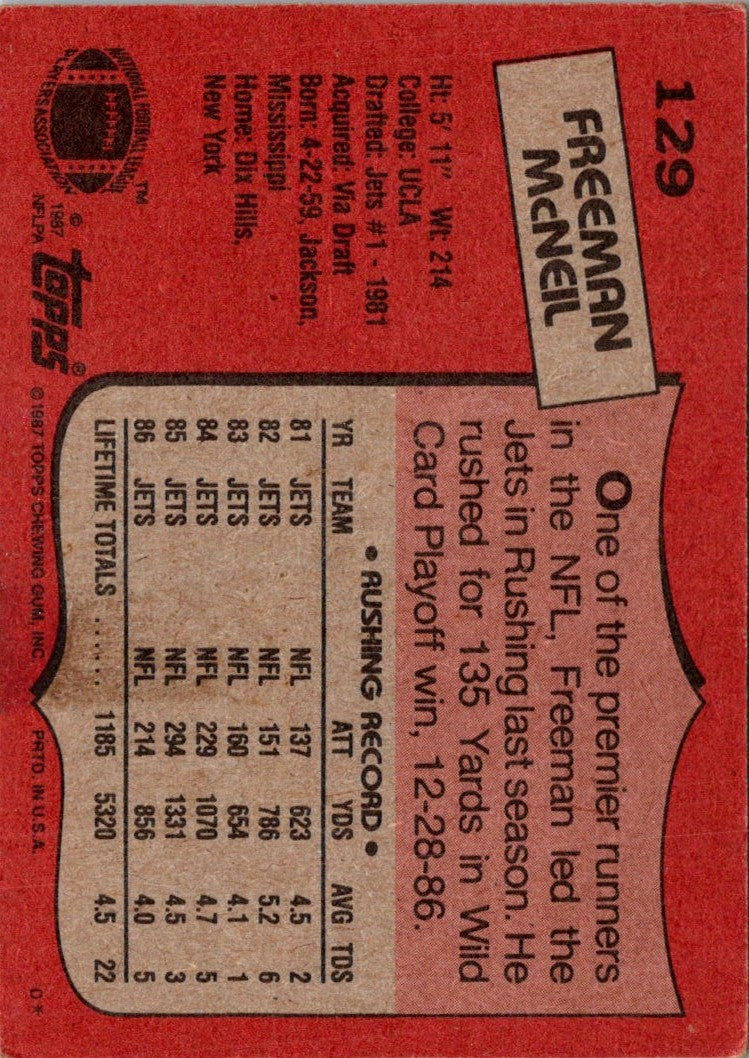 129
FREEMAN
McNEIL
Ht: 5' 11" Wt: 214
College: UCLA
Drafted: Jets #1 - 1981
Acquired: Via Draft
Born: 4-22-59, Jackson,
Mississippi
Home: Dix Hills,
New York
NATIONAL FOOTBALL LEAGUE
PLAYERS ASSOCIATION
™
© 1987
NFLPA
topps®
One of the premier runners
in the NFL, Freeman led the
Jets in Rushing last season. He
rushed for 135 Yards in Wild
Card Playoff win, 12-28-86.
• RUSHING RECORD •
YR TEAM ATT YDS AVG TDS
81 JETS NFL 137 623 4.5 2
82 JETS NFL 151 786 5.2 6
83 JETS NFL 160 654 4.1 1
84 JETS NFL 229 1070 4.7 5
85 JETS NFL 294 1331 4.5 3
86 JETS NFL 214 856 4.0 5
LIFETIME TOTALS ...... 1185 5320 4.5 22
© 1987 TOPPS CHEWING GUM, INC. PRTD. IN U.S.A. D*